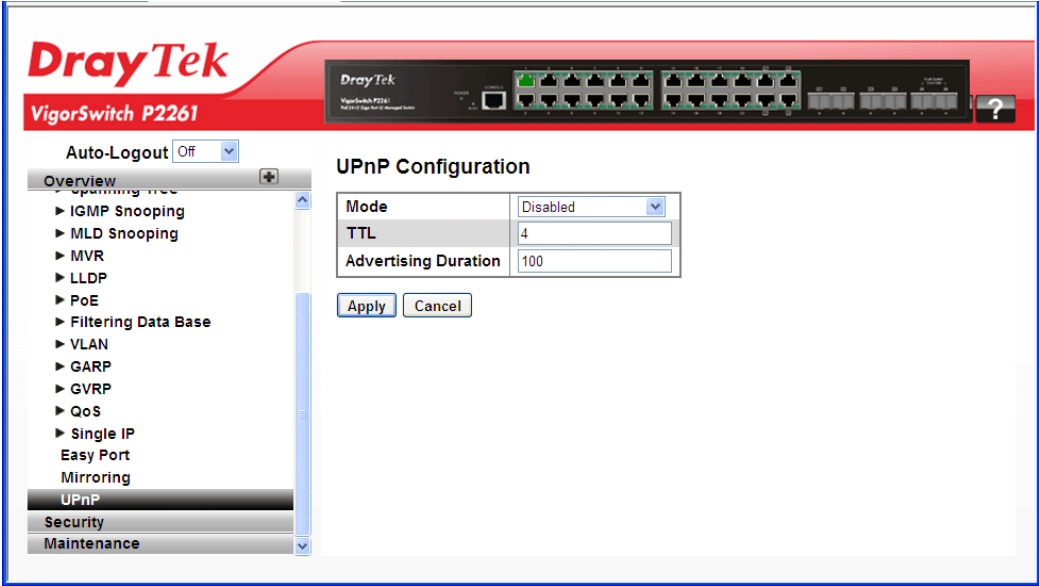 DrayTek
VigorSwitch P2261
DrayTek
VigorSwitch P2261
?
Auto-Logout Off
Overview
Spanning Tree
IGMP Snooping
MLD Snooping
MVR
LLDP
PoE
Filtering Data Base
VLAN
GARP
GVRP
QoS
Single IP
Easy Port
Mirroring
UPnP
Security
Maintenance
UPnP Configuration
Mode Disabled
TTL 4
Advertising Duration 100
Apply Cancel